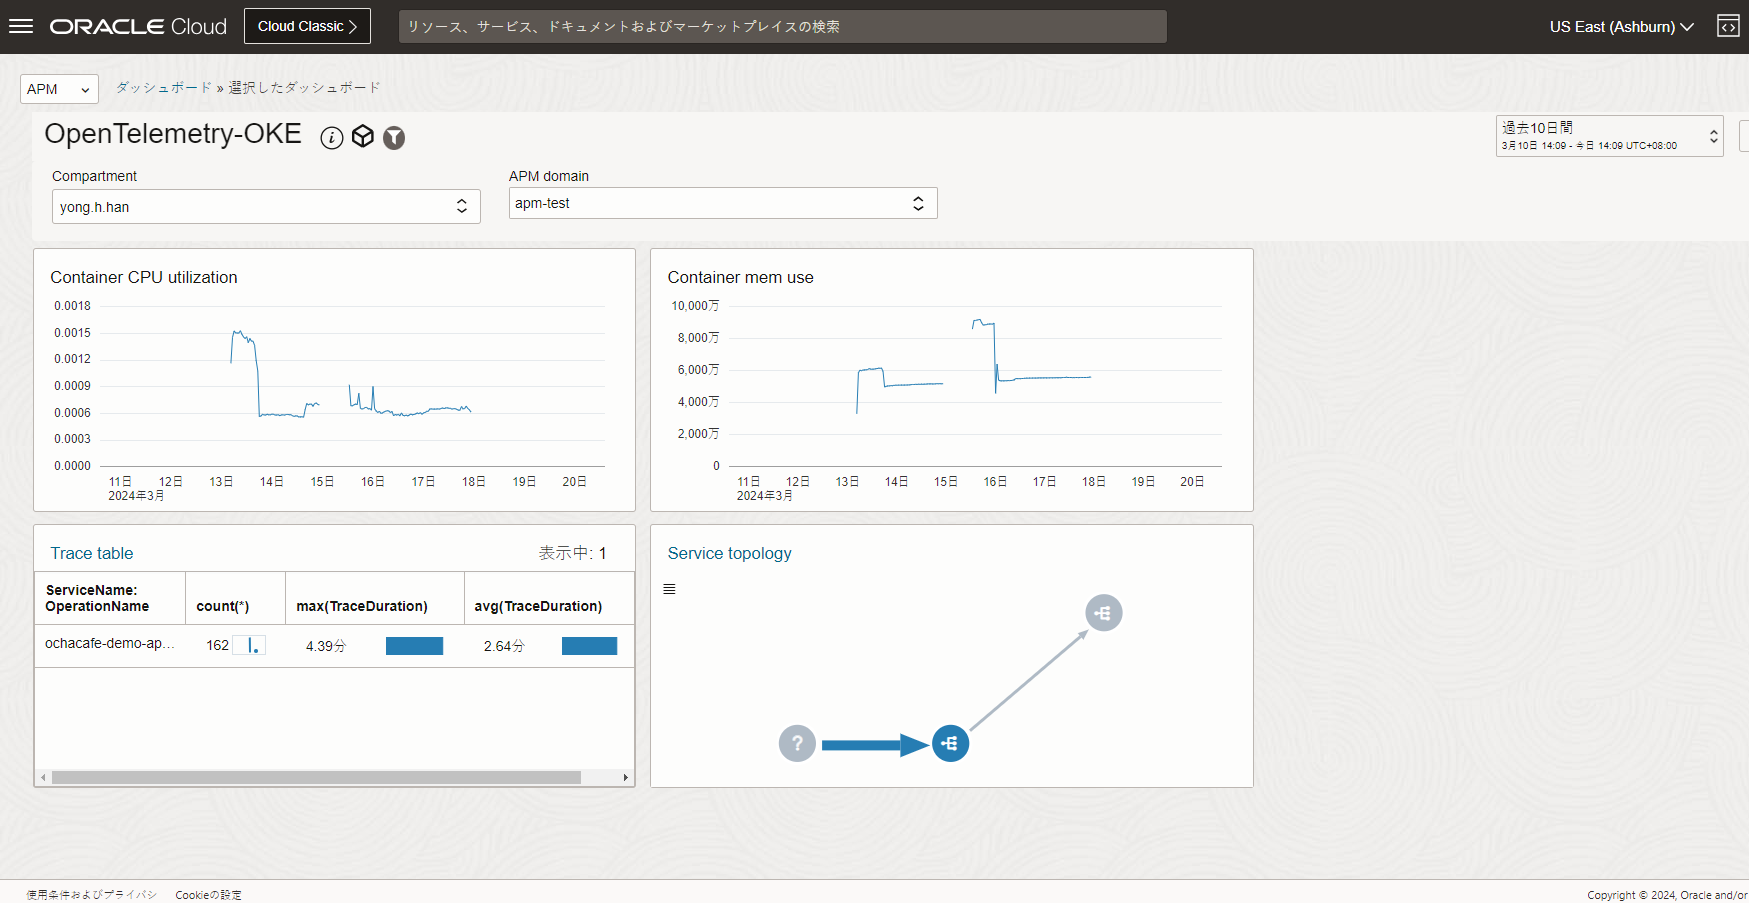 ORACLE Cloud
Cloud Classic
リソース、サービス、ドキュメントおよびマーケットプレイスの検索
US East (Ashburn)
APM
ダッシュボード » 選択したダッシュボード
OpenTelemetry-OKE
過去10日間
3月10日 14:09 - 今日 14:09 UTC+08:00
Compartment
yong.h.han
APM domain
apm-test
Container CPU utilization
0.0018
0.0015
0.0012
0.0009
0.0006
0.0003
0.0000
11日 12日 13日 14日 15日 16日 17日 18日 19日 20日
2024年3月
Container mem use
10,000万
8,000万
6,000万
4,000万
2,000万
0
11日 12日 13日 14日 15日 16日 17日 18日 19日 20日
2024年3月
Trace table
表示中: 1
ServiceName:
OperationName count(*) max(TraceDuration) avg(TraceDuration)
ochacafe-demo-ap... 162 4.39分 2.64分
Service topology
?
使用条件およびプライバシ Cookieの設定
Copyright © 2024, Oracle and/or